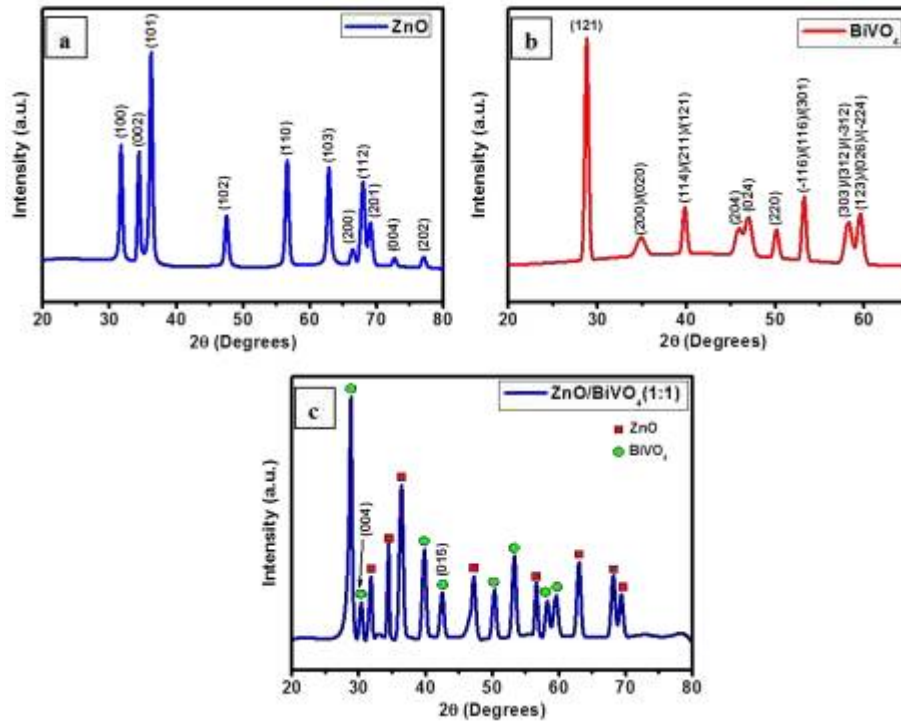 a
ZnO
(100)
(002)
(101)
(102)
(110)
(103)
(200)
(112)
(201)
(004)
(202)
Intensity (a.u.)
20 30 40 50 60 70 80
2θ (Degrees)
b
BiVO₄
(121)
(200)/(020)
(114)/(211)/(121)
(204)
(024)
(220)
(-116)/(116)/(301)
(303)/(312)/(-312)
(123)/(026)/(-224)
Intensity (a.u.)
20 30 40 50 60
2θ (Degrees)
c
ZnO/BiVO₄(1:1)
ZnO
BiVO₄
(004)
(015)
Intensity (a.u.)
20 30 40 50 60 70 80
2θ (Degrees)